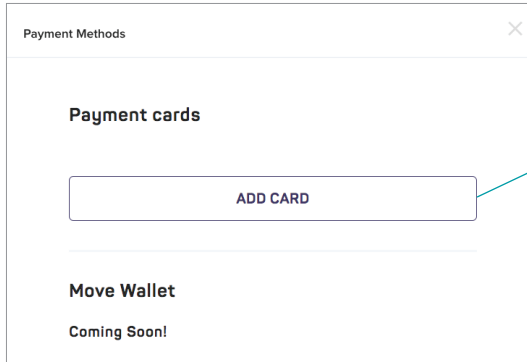 Payment Methods
Payment cards
ADD CARD
Move Wallet
Coming Soon!